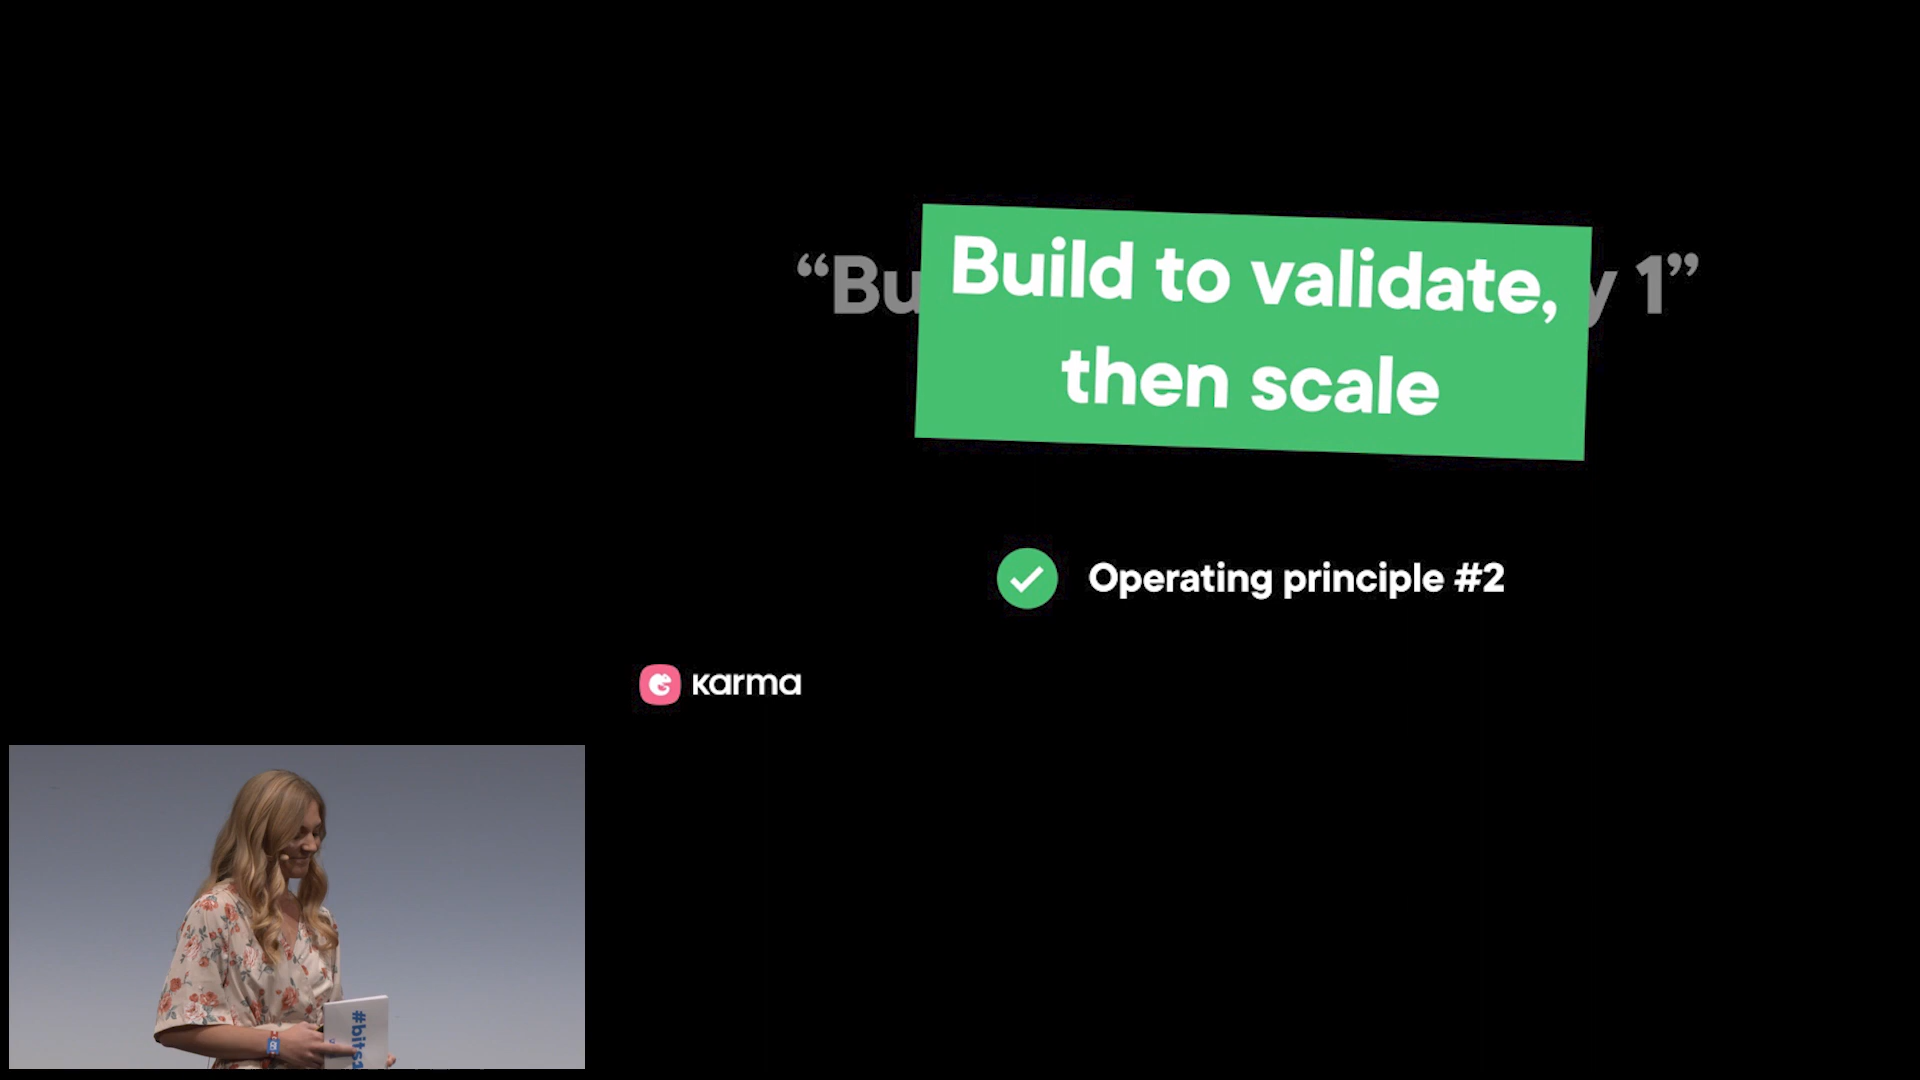 “Bu y 1”
Build to validate,
then scale
Operating principle #2
karma
#bits